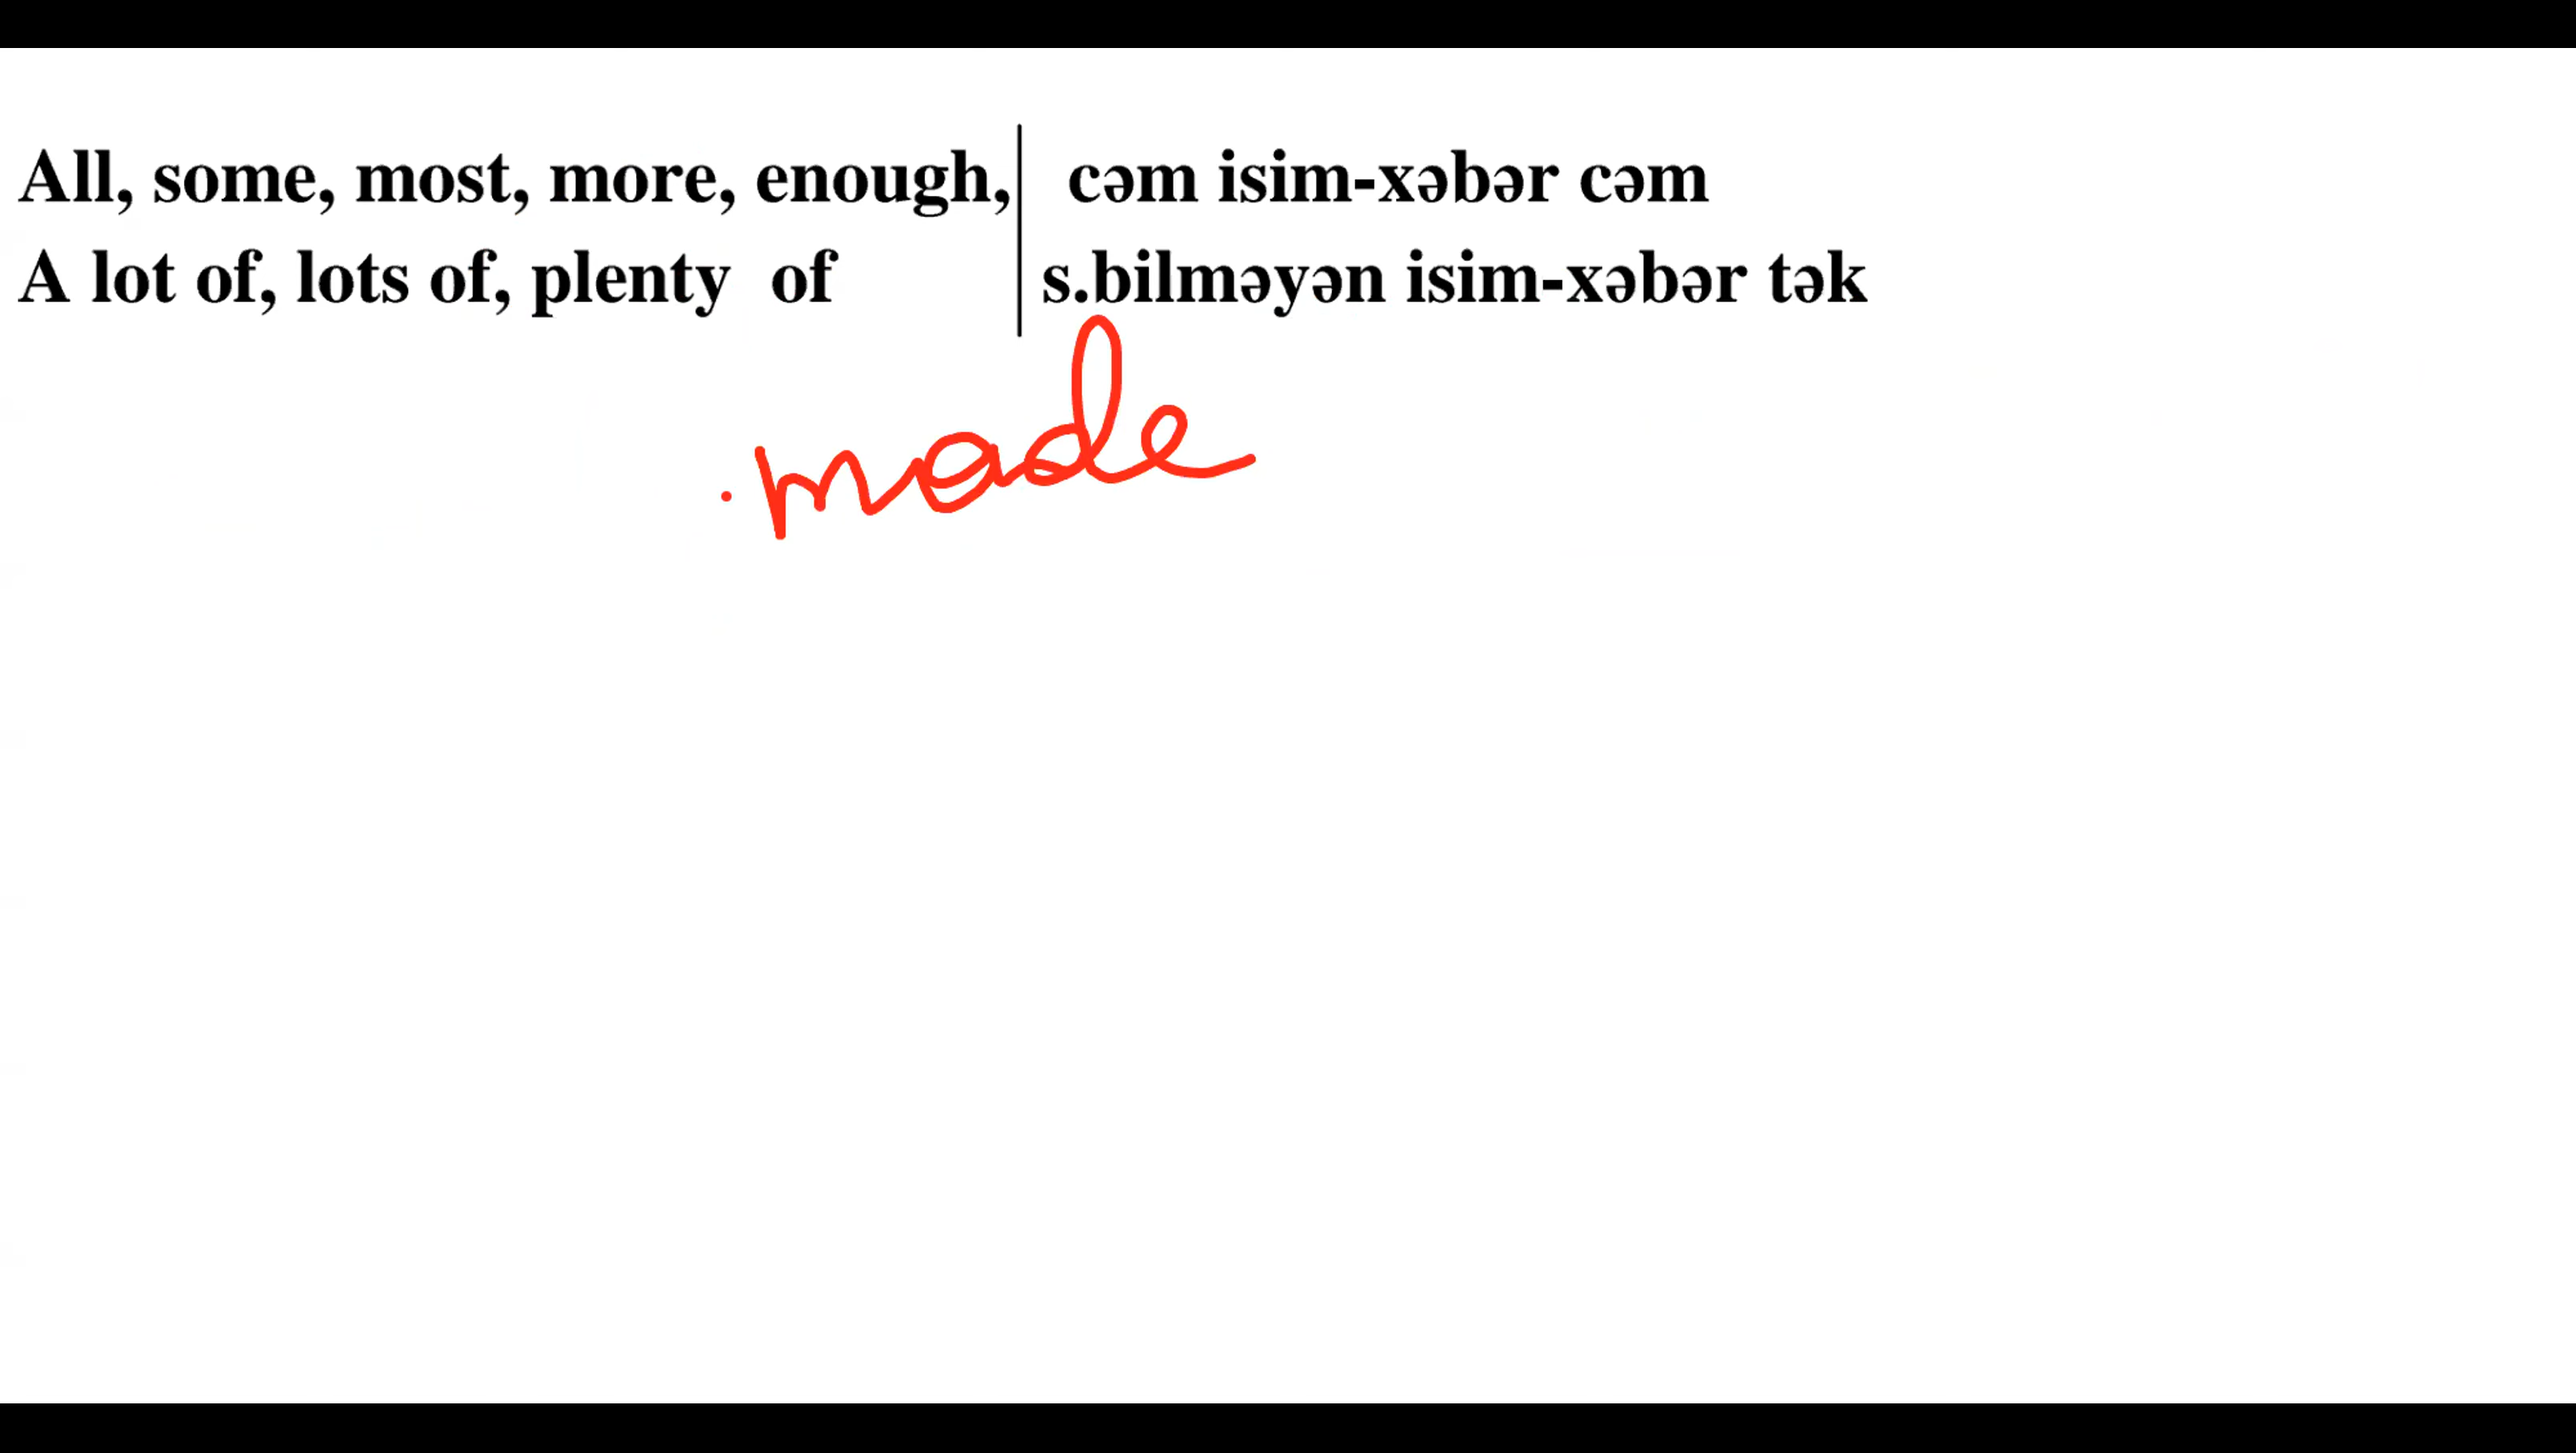 All, some, most, more, enough, cəm isim-xəbər cəm
A lot of, lots of, plenty of s.bilməyən isim-xəbər tək
made